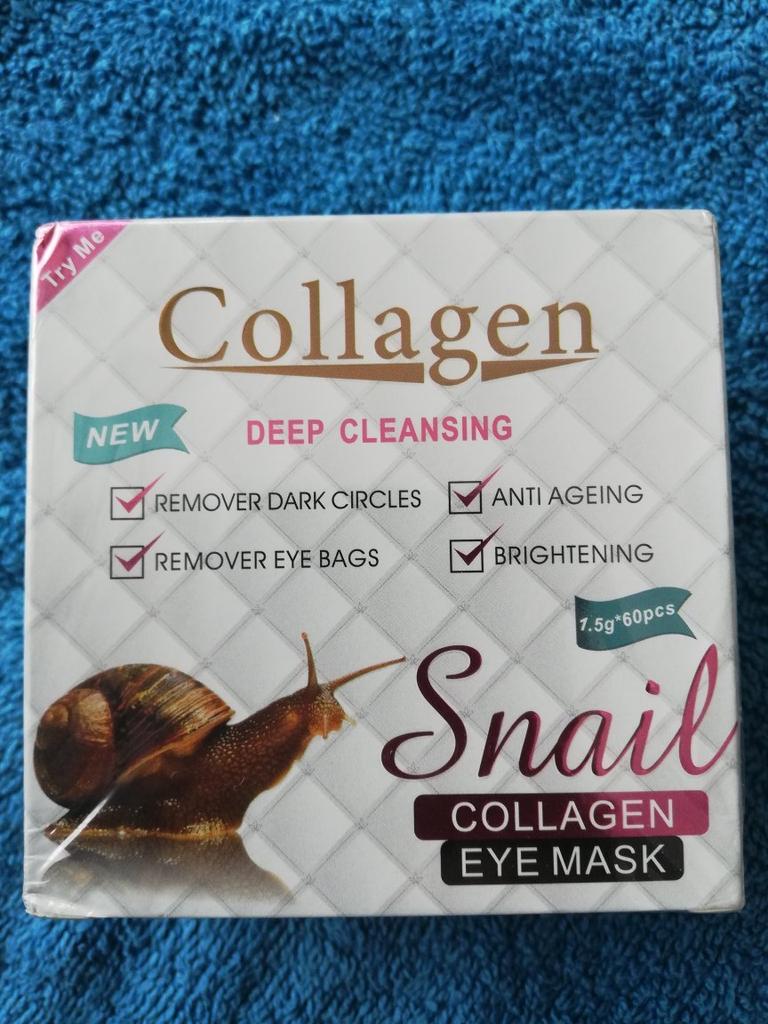 Try Me
Collagen
NEW
DEEP CLEANSING
REMOVER DARK CIRCLES
ANTI AGEING
REMOVER EYE BAGS
BRIGHTENING
1.5g*60pcs
Snail
COLLAGEN
EYE MASK